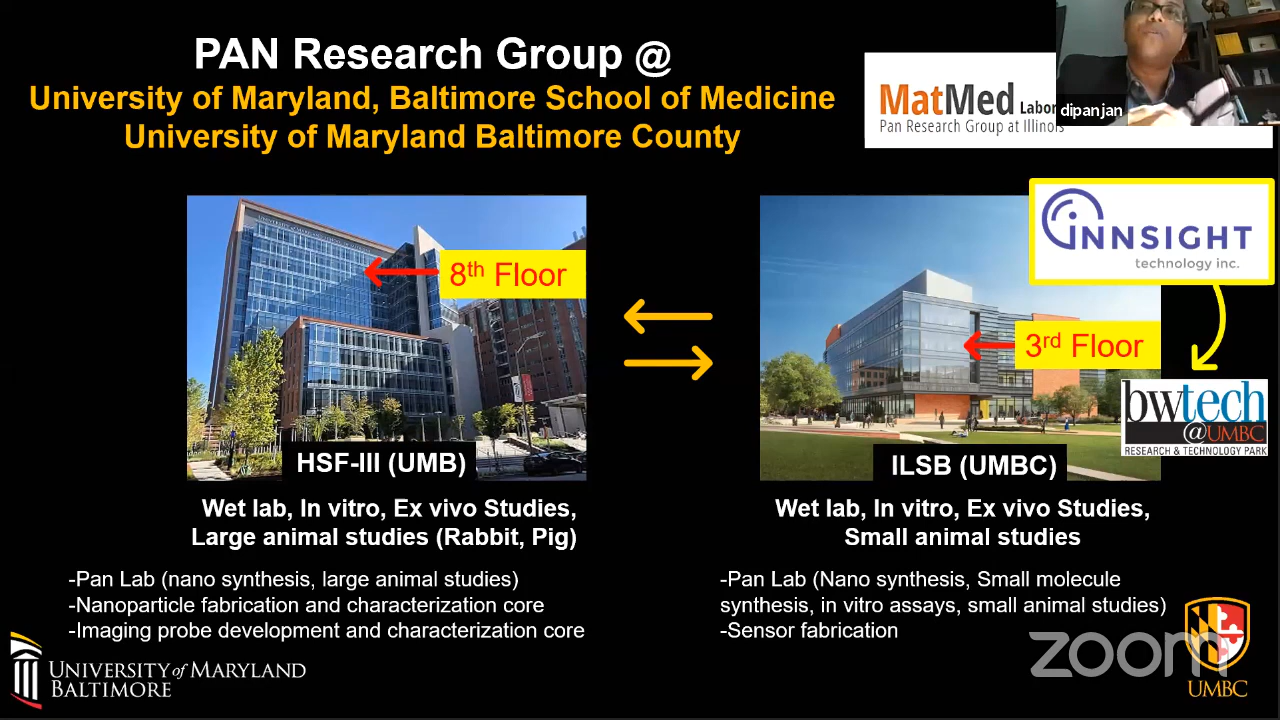 PAN Research Group @
University of Maryland, Baltimore School of Medicine
University of Maryland Baltimore County
MatMed Labor
Pan Research Group at Illinois
dipanjan
INNSIGHT
technology inc.
8th Floor
3rd Floor
bwtech
@UMBC
RESEARCH & TECHNOLOGY PARK
HSF-III (UMB)
ILSB (UMBC)
Wet lab, In vitro, Ex vivo Studies,
Large animal studies (Rabbit, Pig)
Wet lab, In vitro, Ex vivo Studies,
Small animal studies
-Pan Lab (nano synthesis, large animal studies)
-Nanoparticle fabrication and characterization core
-Imaging probe development and characterization core
-Pan Lab (Nano synthesis, Small molecule
synthesis, in vitro assays, small animal studies)
-Sensor fabrication
UNIVERSITY of MARYLAND
BALTIMORE
zoom
UMBC